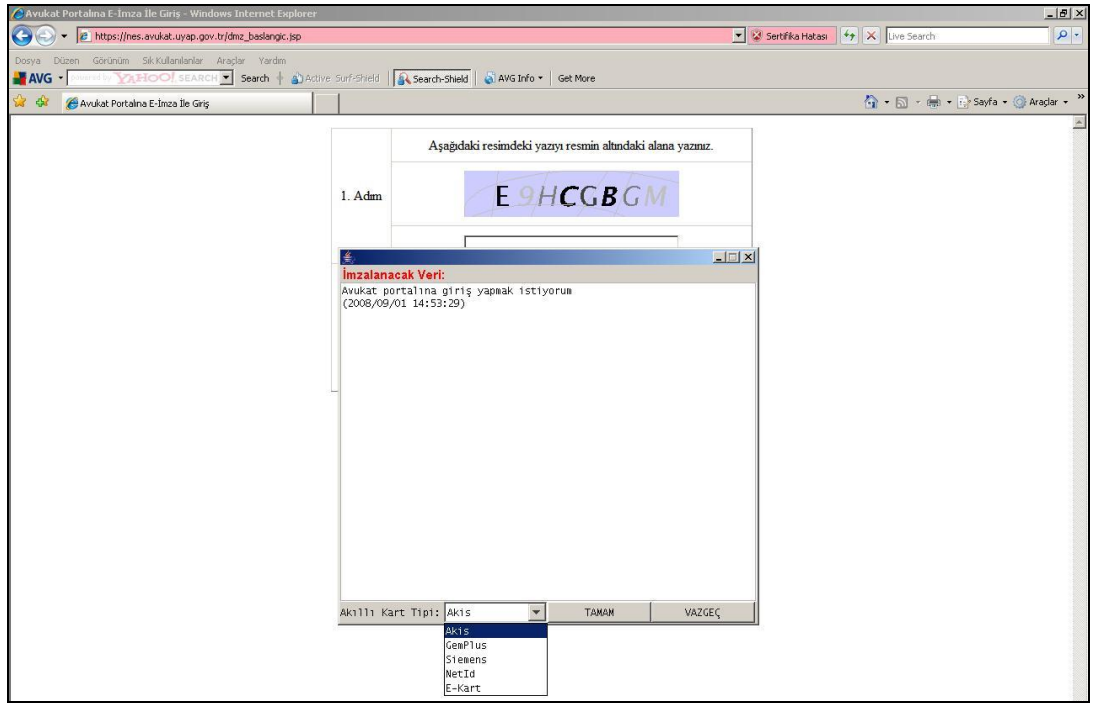 Avukat Portalına E-İmza İle Giriş - Windows Internet Explorer
https://nes.avukat.uyap.gov.tr/dmz_baslangic.jsp
Sertifika Hatası
Live Search
Dosya Düzen Görünüm Sık Kullanılanlar Araçlar Yardım
AVG powered by YAHOO! SEARCH Search Active Surf-Shield Search-Shield AVG Info Get More
Avukat Portalına E-İmza İle Giriş
Sayfa Araçlar »
Aşağıdaki resimdeki yazıyı resmin altındaki alana yazınız.
1. Adım
E 9HCGBGM
İmzalanacak Veri:
Avukat portalına giriş yapmak istiyorum
(2008/09/01 14:53:29)
Akıllı Kart Tipi: Akis TAMAM VAZGEÇ
Akis
GemPlus
Siemens
NetId
E-Kart